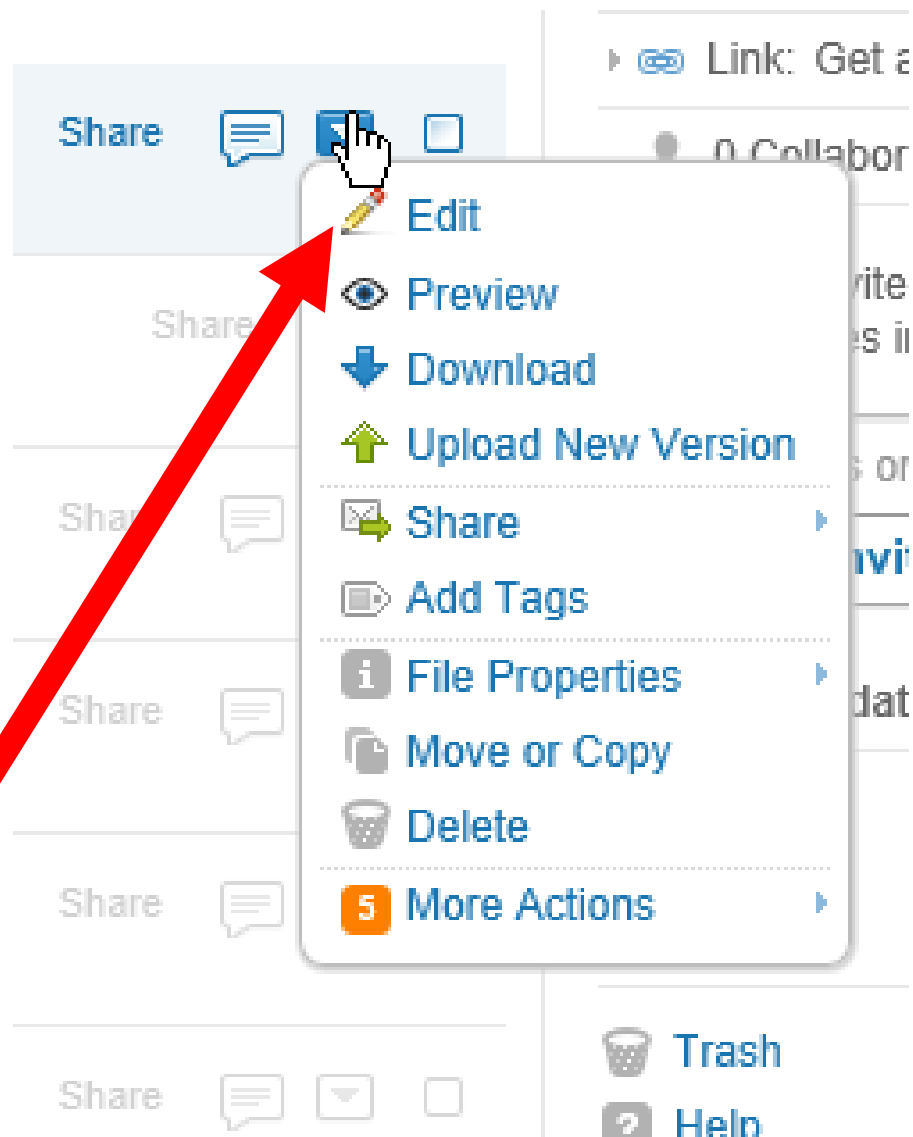 Link: Get a
Share
0 Collabor
Edit
Preview
Share
Download
Upload New Version
Share
Share
Add Tags
File Properties
Share
Move or Copy
Delete
Share
5 More Actions
Trash
Share
? Help